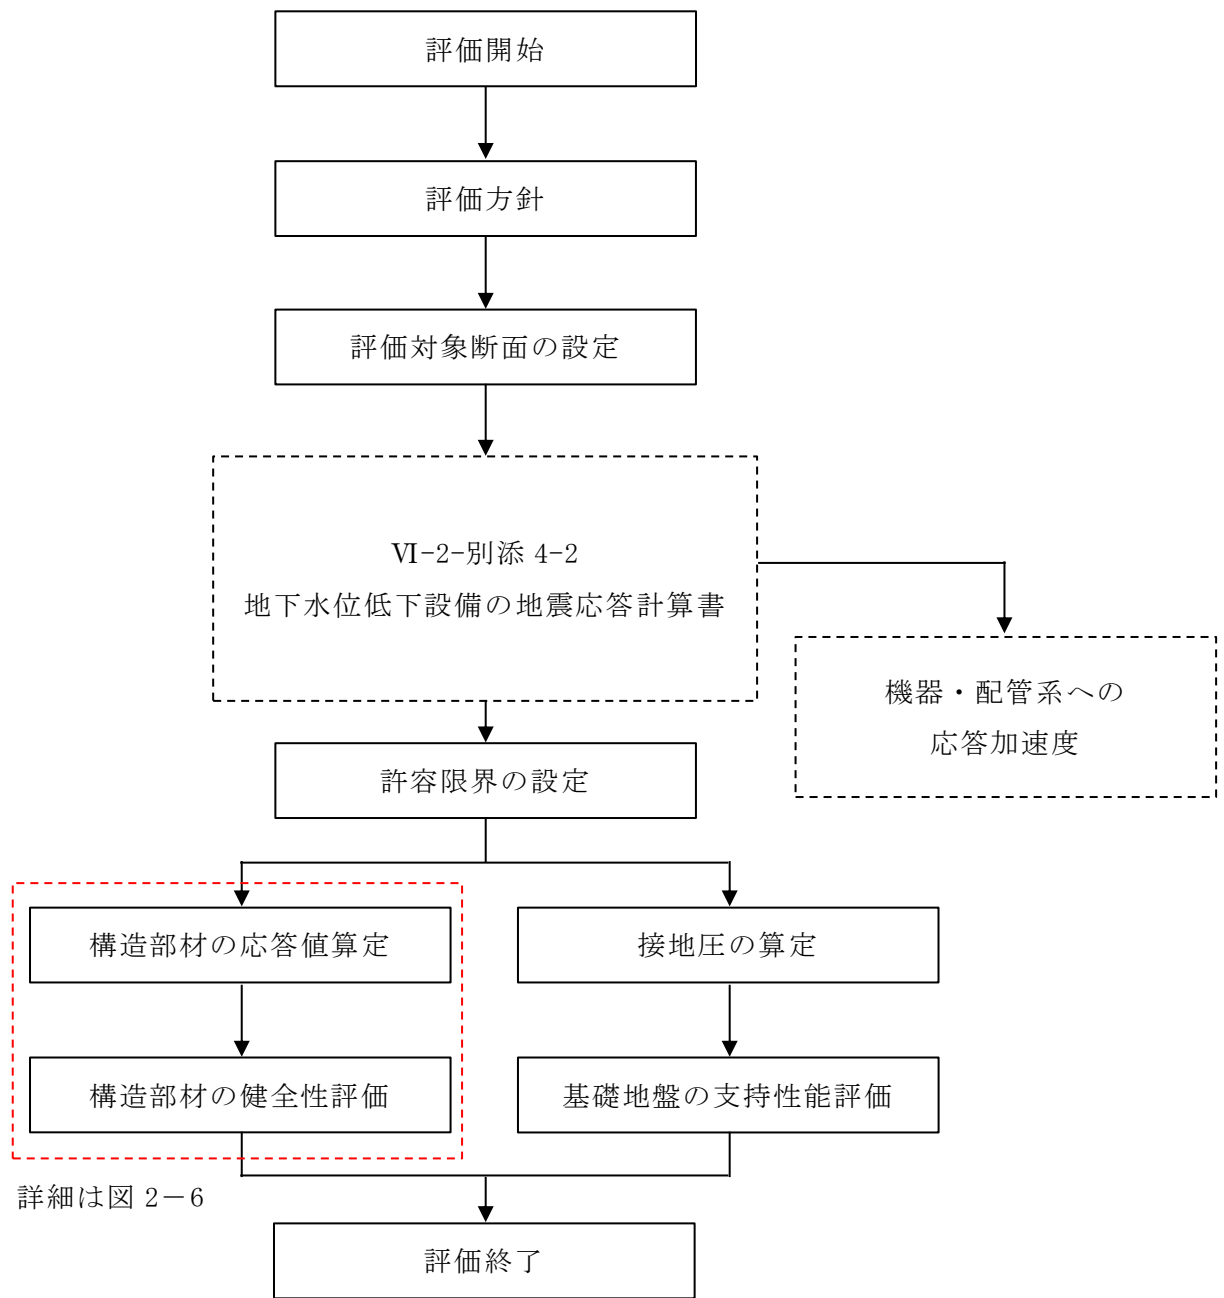 評価開始
評価方針
評価対象断面の設定
Ⅵ-2-別添 4-2
地下水位低下設備の地震応答計算書
機器・配管系への
応答加速度
許容限界の設定
構造部材の応答値算定
接地圧の算定
構造部材の健全性評価
基礎地盤の支持性能評価
詳細は図 2－6
評価終了